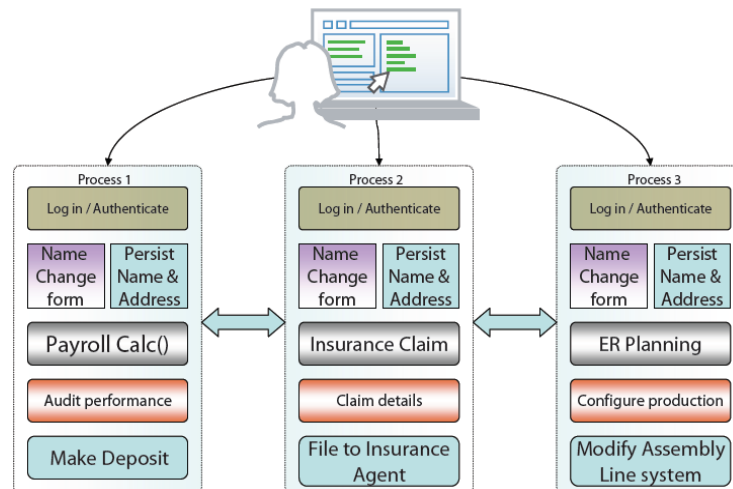 Process 1
Log in / Authenticate
Name
Change
form
Persist
Name &
Address
Payroll Calc()
Audit performance
Make Deposit
Process 2
Log in / Authenticate
Name
Change
form
Persist
Name &
Address
Insurance Claim
Claim details
File to Insurance
Agent
Process 3
Log in / Authenticate
Name
Change
form
Persist
Name &
Address
ER Planning
Configure production
Modify Assembly
Line system